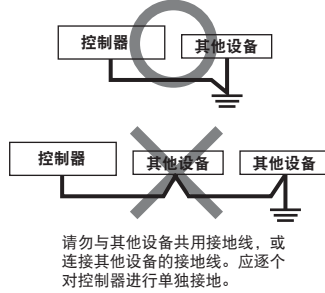 控制器 其他设备
控制器 其他设备 其他设备
请勿与其他设备共用接地线，或
连接其他设备的接地线。应逐个
对控制器进行单独接地。